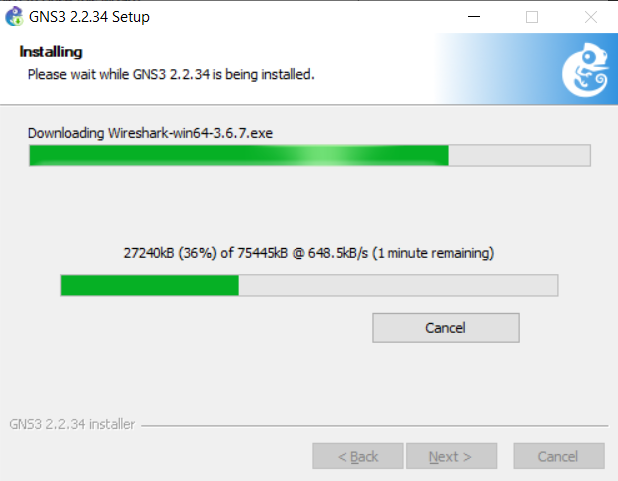 GNS3 2.2.34 Setup
Installing
Please wait while GNS3 2.2.34 is being installed.
Downloading Wireshark-win64-3.6.7.exe
27240kB (36%) of 75445kB @ 648.5kB/s (1 minute remaining)
Cancel
GNS3 2.2.34 installer
< Back Next > Cancel